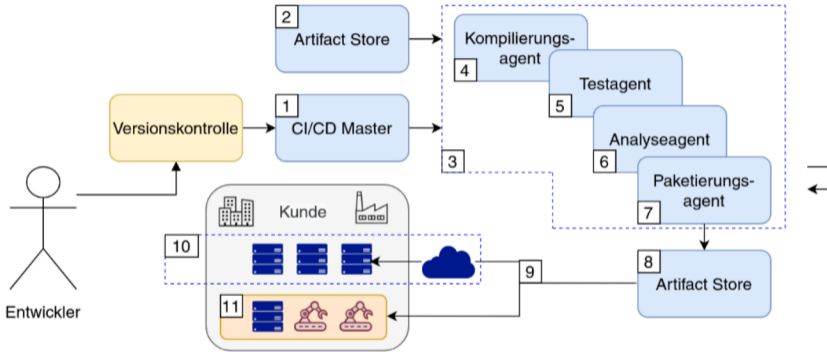 2
Artifact Store
Kompilierungs-
agent
4
Testagent
5
Versionskontrolle
1
CI/CD Master
Analyseagent
6
3
Paketierungs-
agent
7
Kunde
10
8
Artifact Store
9
11
Entwickler